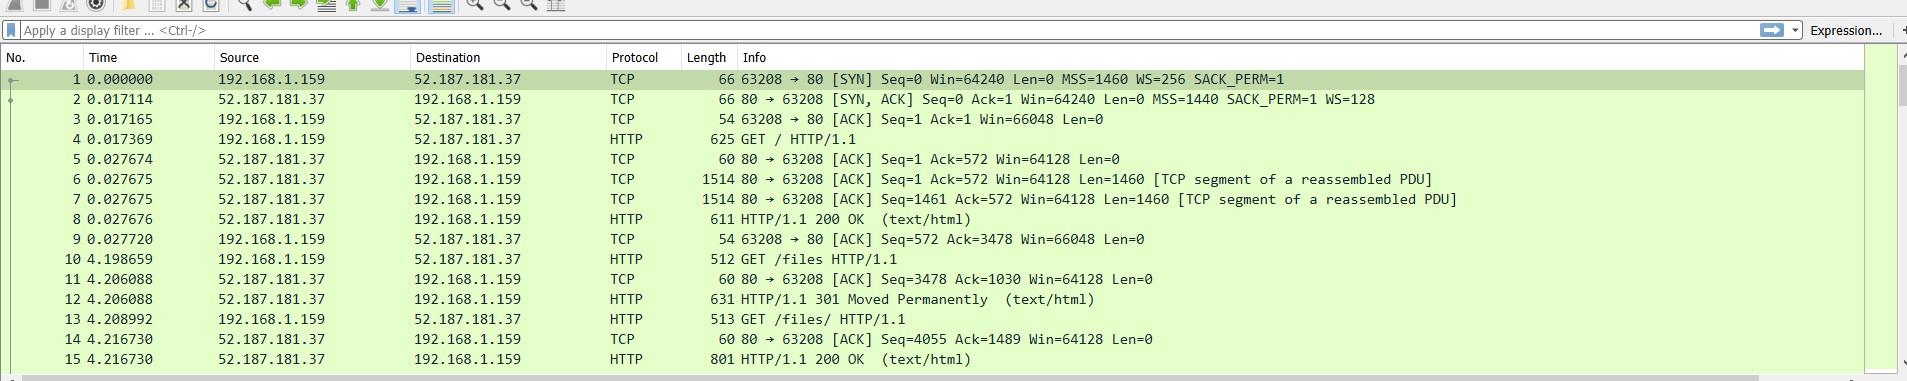 Apply a display filter ... <Ctrl-/> Expression...
No. Time Source Destination Protocol Length Info
1 0.000000 192.168.1.159 52.187.181.37 TCP 66 63208 → 80 [SYN] Seq=0 Win=64240 Len=0 MSS=1460 WS=256 SACK_PERM=1
2 0.017114 52.187.181.37 192.168.1.159 TCP 66 80 → 63208 [SYN, ACK] Seq=0 Ack=1 Win=64240 Len=0 MSS=1440 SACK_PERM=1 WS=128
3 0.017165 192.168.1.159 52.187.181.37 TCP 54 63208 → 80 [ACK] Seq=1 Ack=1 Win=66048 Len=0
4 0.017369 192.168.1.159 52.187.181.37 HTTP 625 GET / HTTP/1.1
5 0.027674 52.187.181.37 192.168.1.159 TCP 60 80 → 63208 [ACK] Seq=1 Ack=572 Win=64128 Len=0
6 0.027675 52.187.181.37 192.168.1.159 TCP 1514 80 → 63208 [ACK] Seq=1 Ack=572 Win=64128 Len=1460 [TCP segment of a reassembled PDU]
7 0.027675 52.187.181.37 192.168.1.159 TCP 1514 80 → 63208 [ACK] Seq=1461 Ack=572 Win=64128 Len=1460 [TCP segment of a reassembled PDU]
8 0.027676 52.187.181.37 192.168.1.159 HTTP 611 HTTP/1.1 200 OK  (text/html)
9 0.027720 192.168.1.159 52.187.181.37 TCP 54 63208 → 80 [ACK] Seq=572 Ack=3478 Win=66048 Len=0
10 4.198659 192.168.1.159 52.187.181.37 HTTP 512 GET /files HTTP/1.1
11 4.206088 52.187.181.37 192.168.1.159 TCP 60 80 → 63208 [ACK] Seq=3478 Ack=1030 Win=64128 Len=0
12 4.206088 52.187.181.37 192.168.1.159 HTTP 631 HTTP/1.1 301 Moved Permanently  (text/html)
13 4.208992 192.168.1.159 52.187.181.37 HTTP 513 GET /files/ HTTP/1.1
14 4.216730 52.187.181.37 192.168.1.159 TCP 60 80 → 63208 [ACK] Seq=4055 Ack=1489 Win=64128 Len=0
15 4.216730 52.187.181.37 192.168.1.159 HTTP 801 HTTP/1.1 200 OK  (text/html)